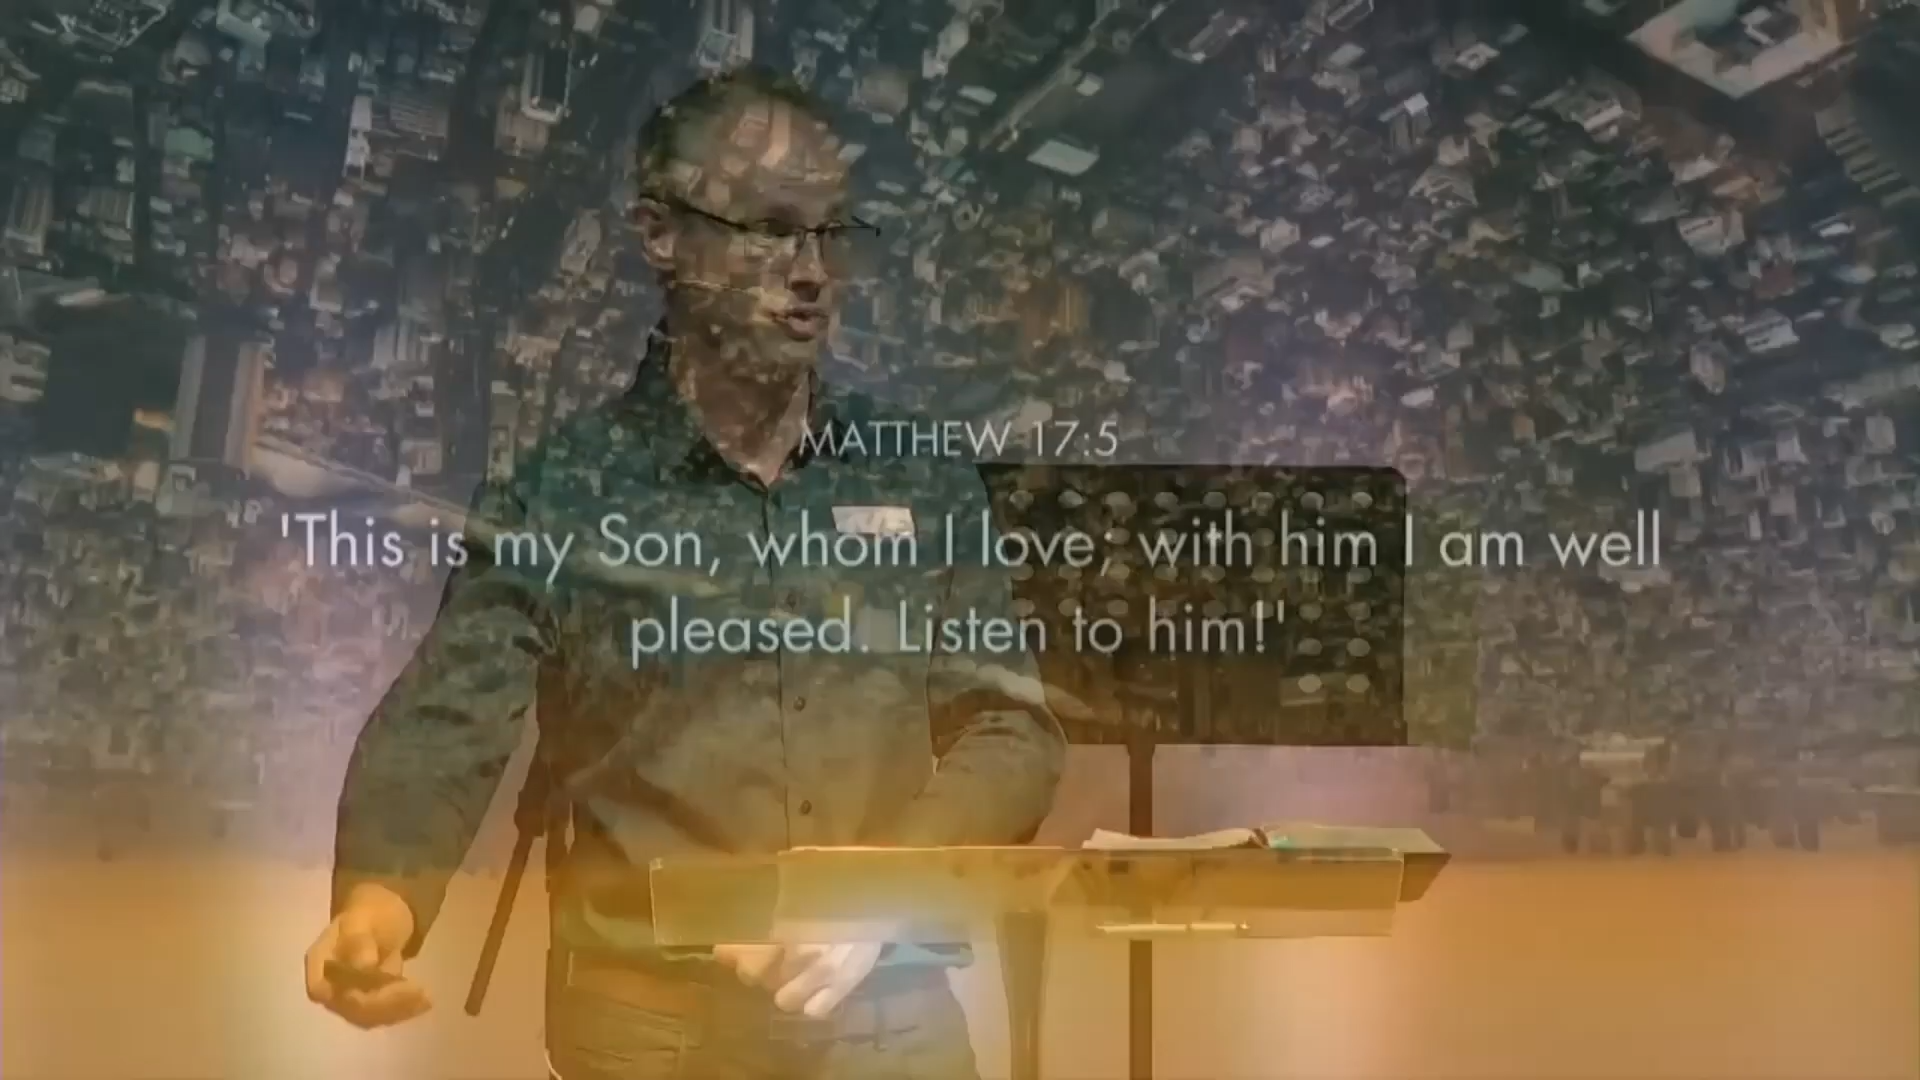 MATTHEW 17:5
'This is my Son, whom I love; with him I am well
pleased. Listen to him!'